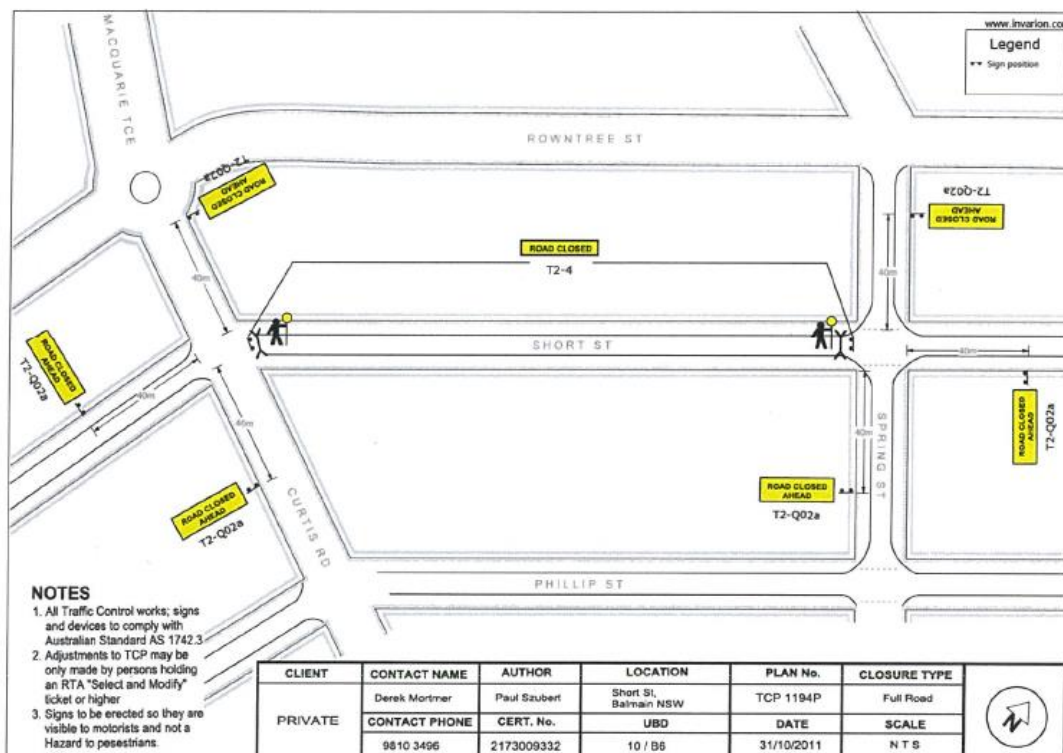 www.invarion.co
Legend
Sign position
MACQUARIE TCE
ROWNTREE ST
T2-Q02a
ROAD CLOSED
AHEAD
T2-Q02a
ROAD CLOSED
AHEAD
ROAD CLOSED
T2-4
40m
40m
SHORT ST
ROAD CLOSED
AHEAD
T2-Q02a
40m
40m
40m
ROAD CLOSED
AHEAD
T2-Q02a
40m
SPRING ST
ROAD CLOSED
AHEAD
T2-Q02a
ROAD CLOSED
AHEAD
T2-Q02a
CURTIS RD
PHILLIP ST
NOTES
1. All Traffic Control works; signs
and devices to comply with
Australian Standard AS 1742.3
2. Adjustments to TCP may be
only made by persons holding
an RTA "Select and Modify"
ticket or higher
3. Signs to be erected so they are
visible to motorists and not a
Hazard to pesestrians.
CLIENT CONTACT NAME AUTHOR LOCATION PLAN No. CLOSURE TYPE
PRIVATE Derek Mortmer Paul Szubert Short St, Balmain NSW TCP 1194P Full Road
CONTACT PHONE CERT. No. UBD DATE SCALE
9810 3496 2173009332 10 / B6 31/10/2011 N T S
N